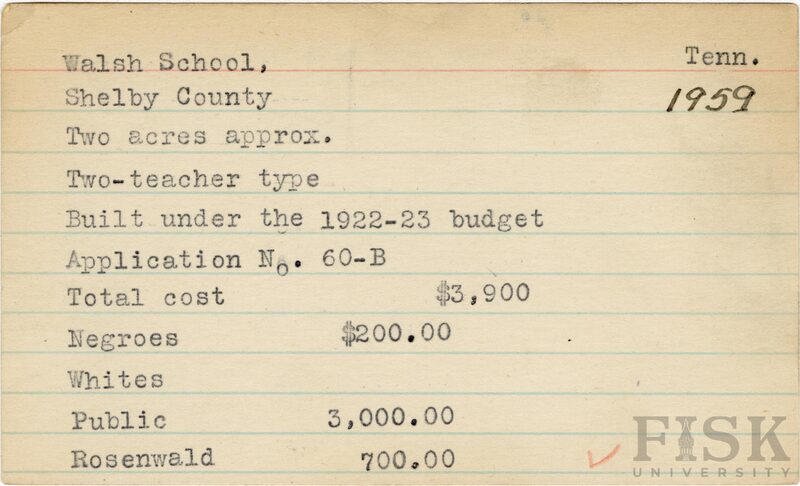 Walsh School, Tenn.
Shelby County 1959
Two acres approx.
Two-teacher type
Built under the 1922-23 budget
Application No. 60-B
Total cost $3,900
Negroes $200.00
Whites
Public 3,000.00
Rosenwald 700.00
FISK
UNIVERSITY